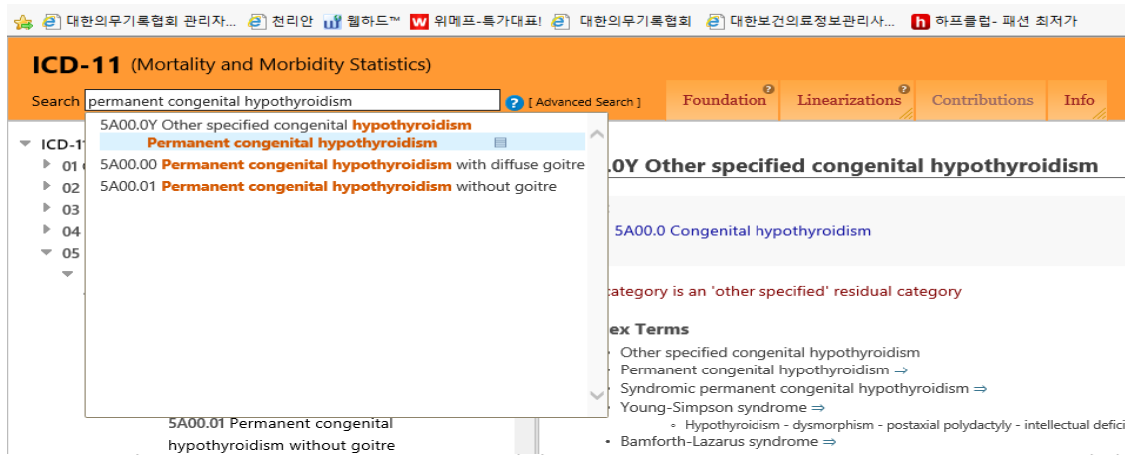 대한의무기록협회 관리자... 천리안 웹하드™ 위메프-특가대표! 대한의무기록협회 대한보건의료정보관리사... 하프클럽- 패션 최저가
ICD-11 (Mortality and Morbidity Statistics)
Search permanent congenital hypothyroidism ? [ Advanced Search ] Foundation ? Linearizations ? Contributions Info
5A00.0Y Other specified congenital hypothyroidism
Permanent congenital hypothyroidism
5A00.00 Permanent congenital hypothyroidism with diffuse goitre
5A00.01 Permanent congenital hypothyroidism without goitre
ICD-1
01
02
03
04
05
5A00.01 Permanent congenital
hypothyroidism without goitre
.0Y Other specified congenital hypothyroidism
5A00.0 Congenital hypothyroidism
category is an 'other specified' residual category
ex Terms
Other specified congenital hypothyroidism
Permanent congenital hypothyroidism →
Syndromic permanent congenital hypothyroidism ⇒
Young-Simpson syndrome ⇒
Hypothyroicism - dysmorphism - postaxial polydactyly - intellectual defici
Bamforth-Lazarus syndrome ⇒